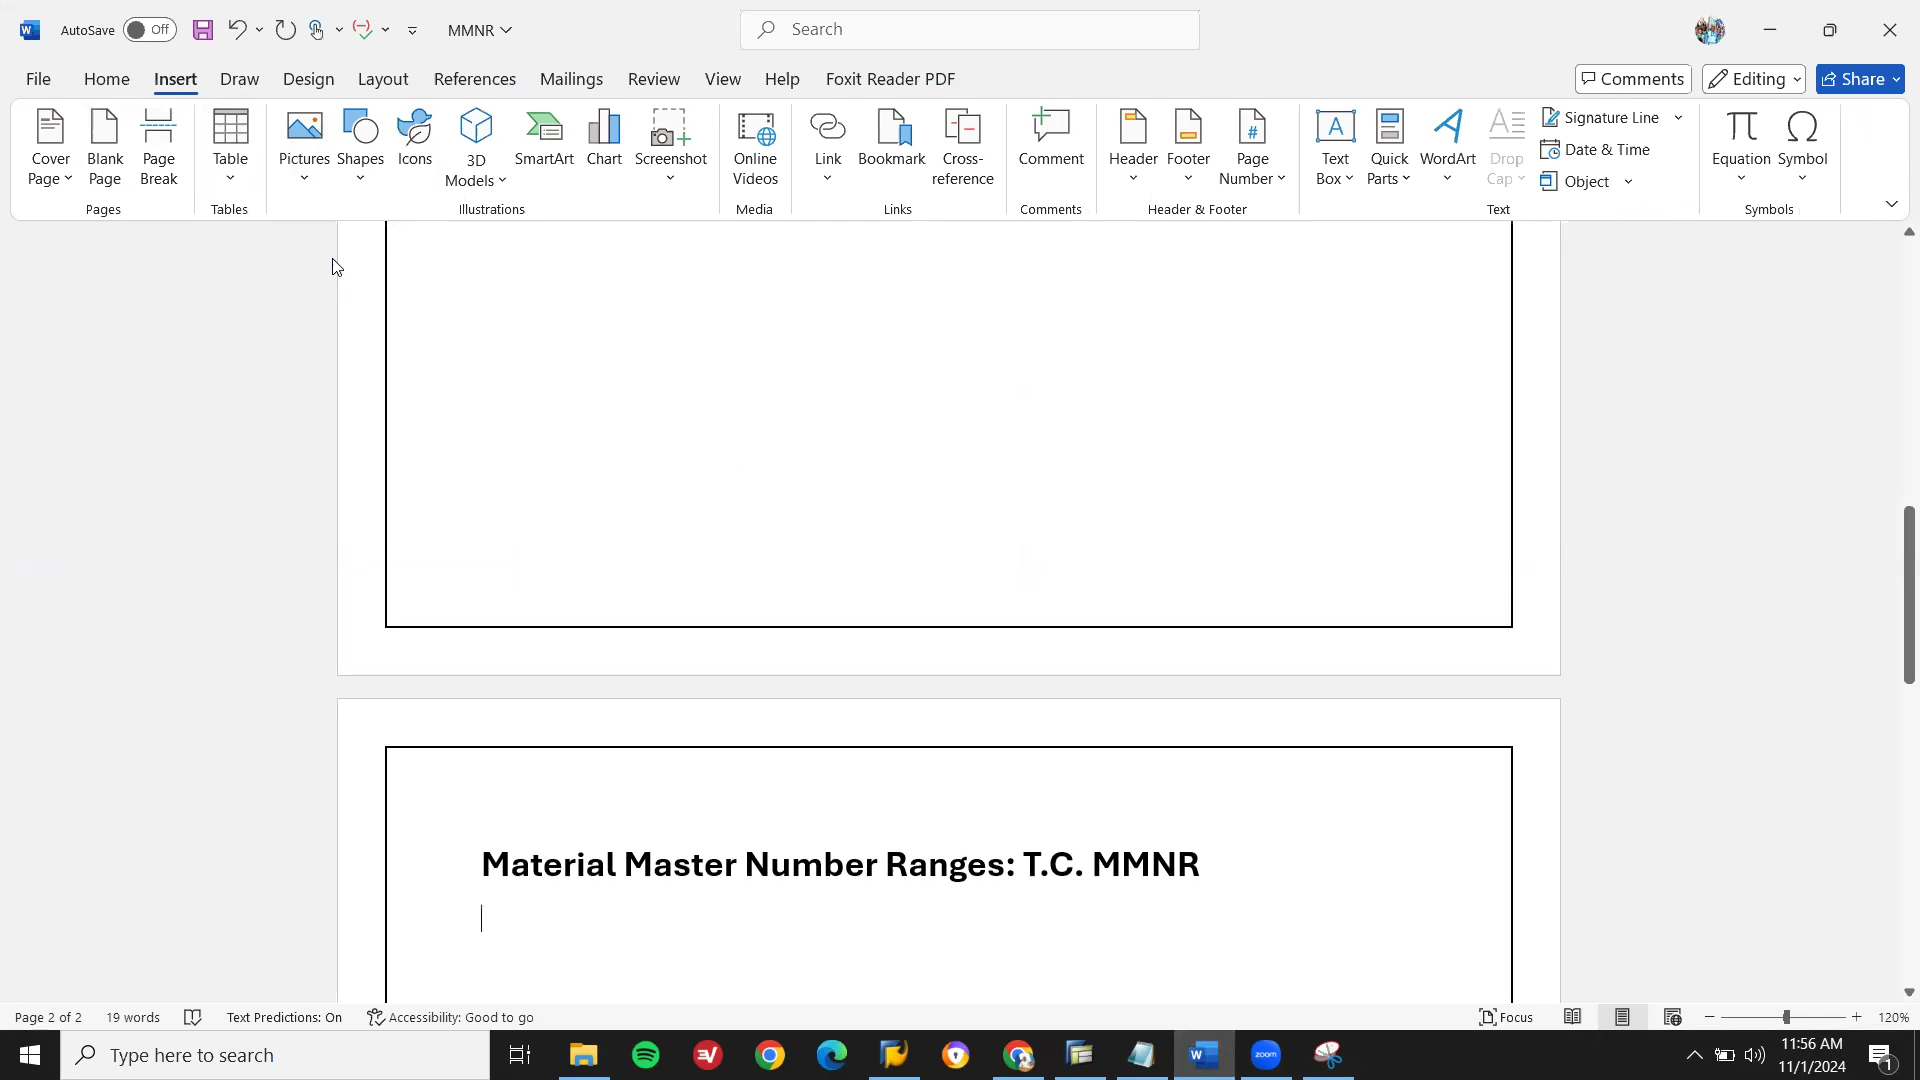 AutoSave Off MMNR Search
File Home Insert Draw Design Layout References Mailings Review View Help Foxit Reader PDF Comments Editing Share
Cover Page
Blank Page
Page Break
Pages
Table
Tables
Pictures
Shapes
Icons
3D Models
SmartArt
Chart
Screenshot
Illustrations
Online Videos
Media
Link
Bookmark
Cross-reference
Links
Comment
Comments
Header
Footer
Page Number
Header & Footer
Text Box
Quick Parts
WordArt
Drop Cap
Signature Line
Date & Time
Object
Text
Equation
Symbol
Symbols
Material Master Number Ranges: T.C. MMNR
Page 2 of 2 19 words Text Predictions: On Accessibility: Good to go Focus 120%
Type here to search
zoom
11:56 AM
11/1/2024
1